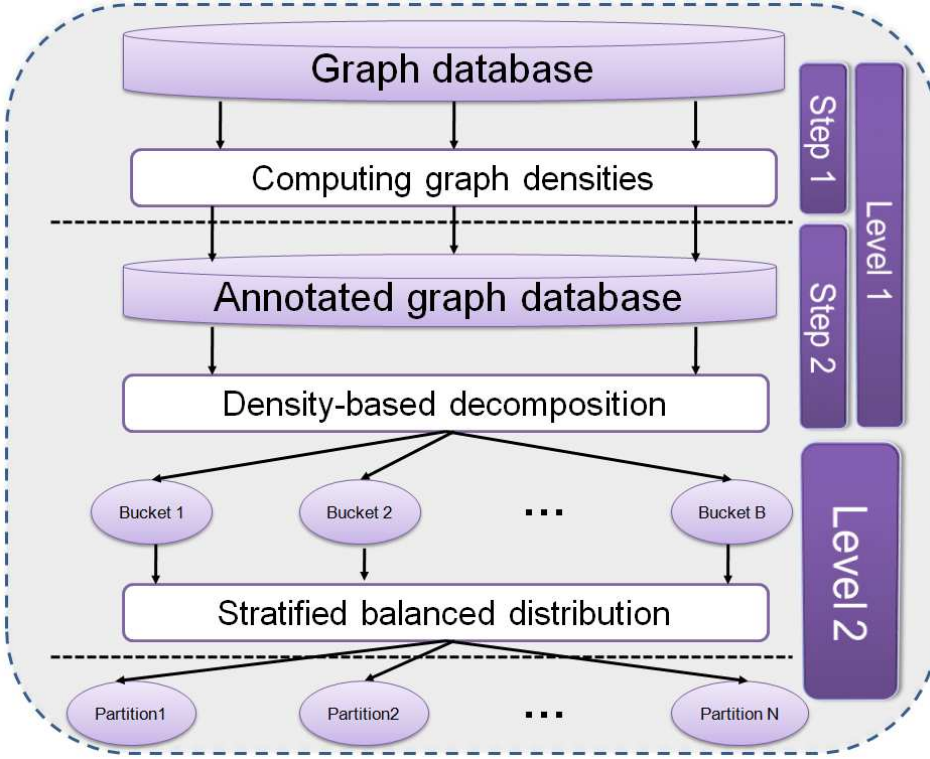 Graph database
Step 1
Level 1
Computing graph densities
Annotated graph database
Step 2
Density-based decomposition
Bucket 1
Bucket 2
...
Bucket B
Level 2
Stratified balanced distribution
Partition1
Partition2
...
Partition N